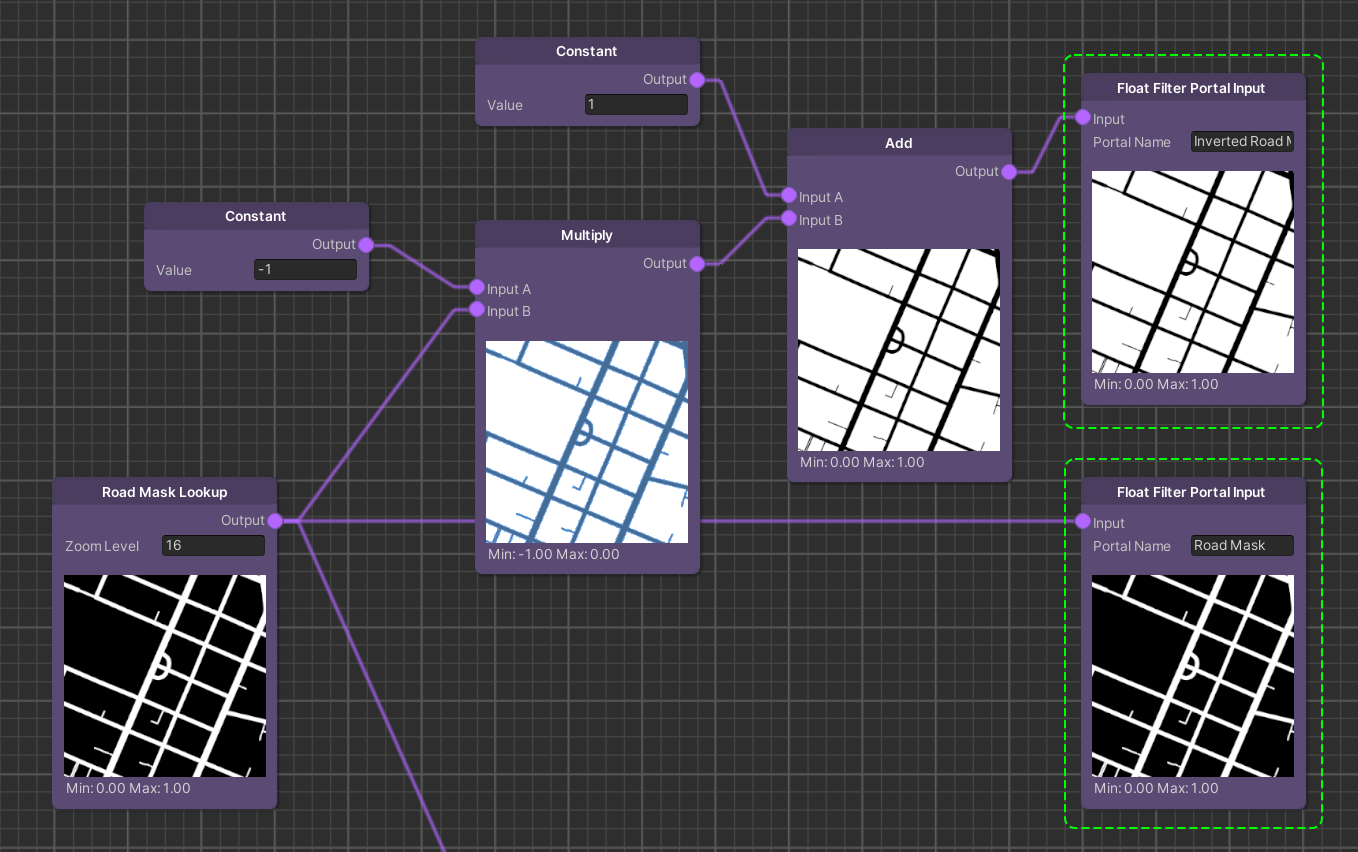 Constant
Output
Value 1
Float Filter Portal Input
Input
Portal Name Inverted Road
Add
Output
Input A
Input B
Min: 0.00 Max: 1.00
Constant
Output
Value -1
Multiply
Output
Input A
Input B
Min: -1.00 Max: 0.00
Min: 0.00 Max: 1.00
Road Mask Lookup
Output
Zoom Level 16
Min: 0.00 Max: 1.00
Float Filter Portal Input
Input
Portal Name Road Mask
Min: 0.00 Max: 1.00